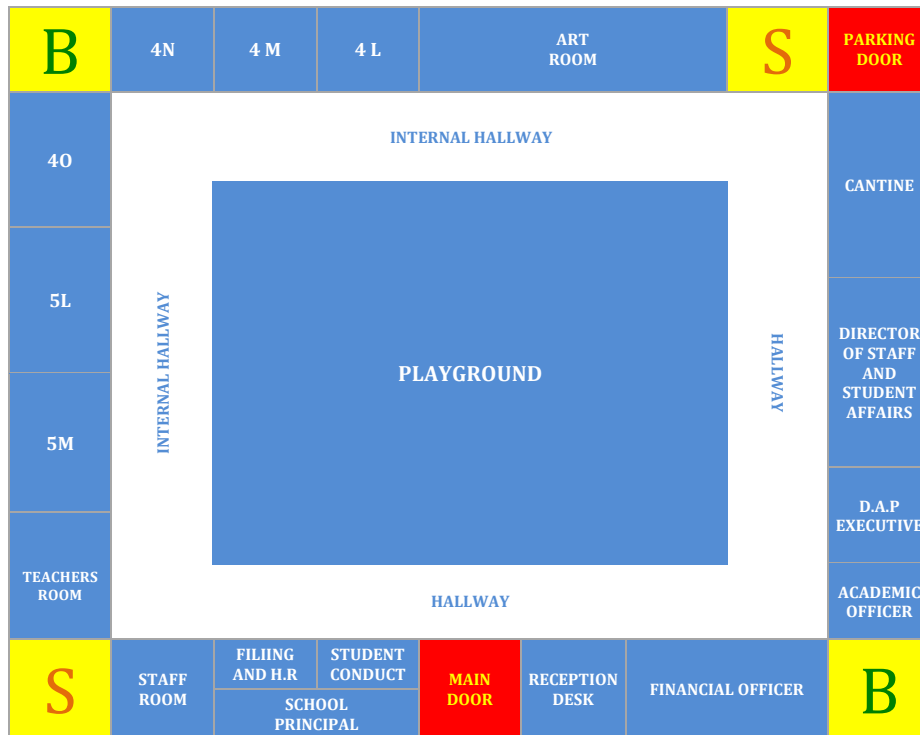 B
4N
4 M
4 L
ART
ROOM
S
PARKING
DOOR
INTERNAL HALLWAY
4O
CANTINE
5L
INTERNAL HALLWAY
PLAYGROUND
HALLWAY
DIRECTOR
OF STAFF
AND
STUDENT
AFFAIRS
5M
D.A.P
EXECUTIVE
TEACHERS
ROOM
HALLWAY
ACADEMIC
OFFICER
S
STAFF
ROOM
FILIING
AND H.R
STUDENT
CONDUCT
SCHOOL
PRINCIPAL
MAIN
DOOR
RECEPTION
DESK
FINANCIAL OFFICER
B